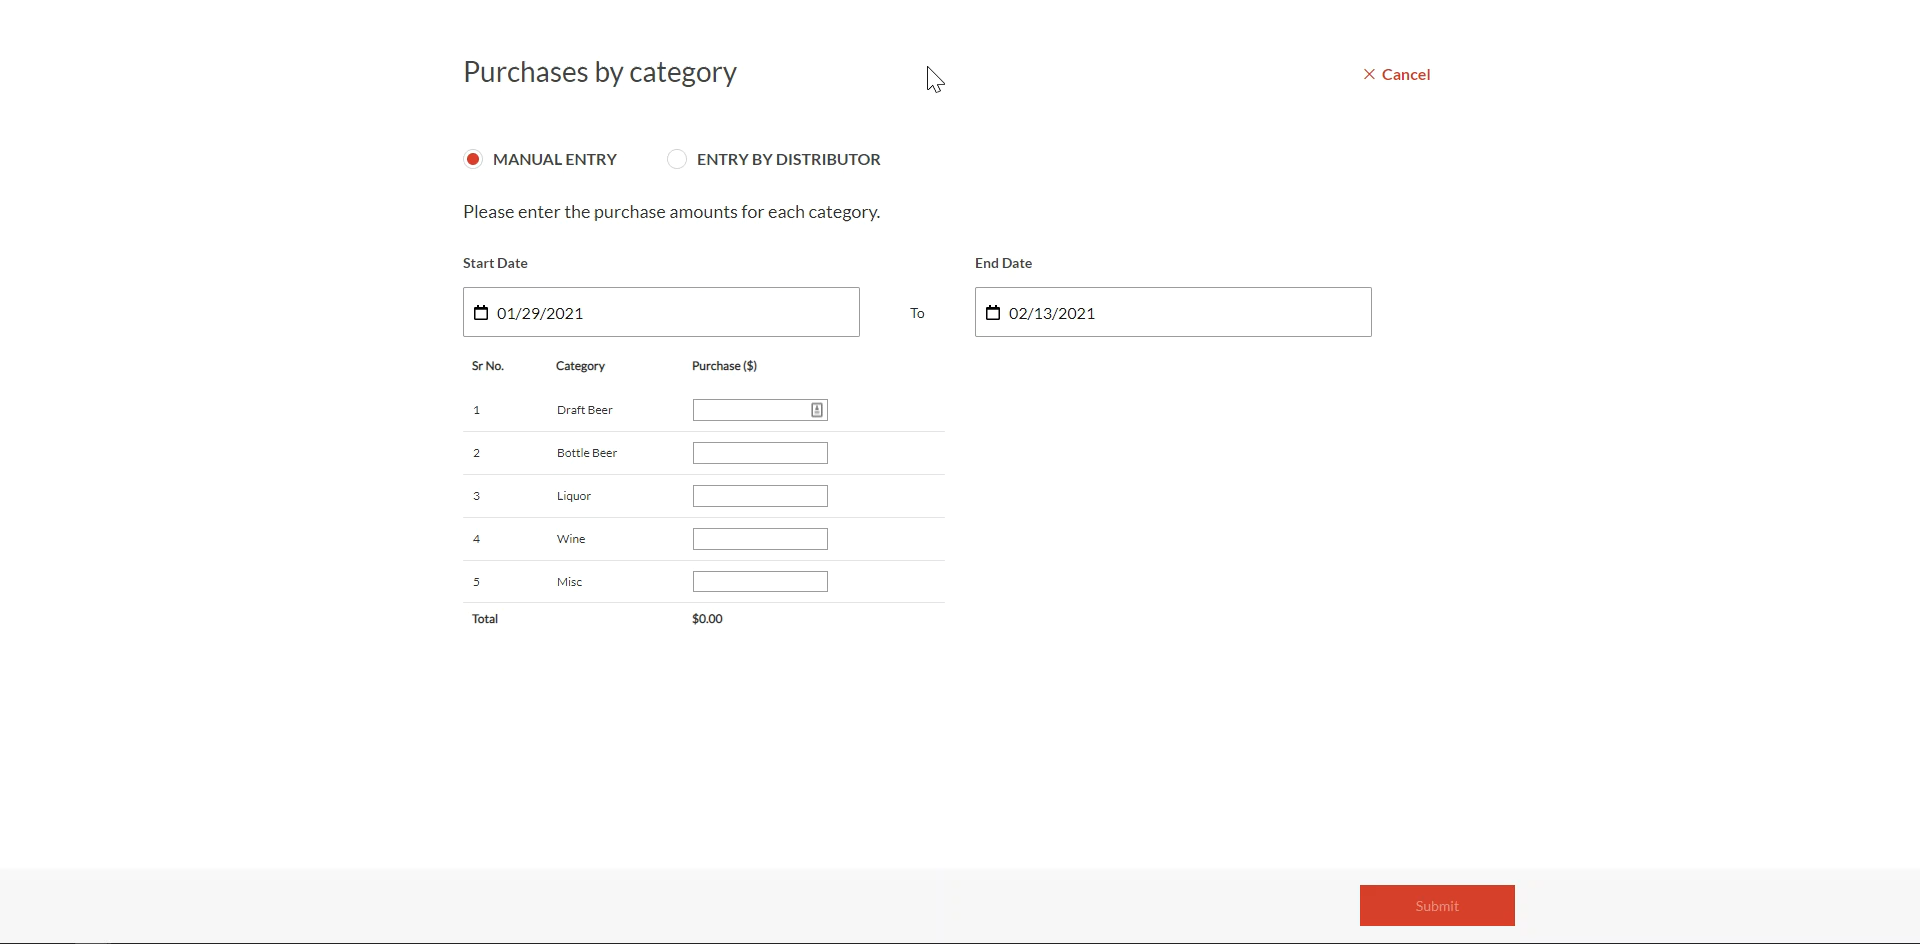 Purchases by category
Cancel
MANUAL ENTRY ENTRY BY DISTRIBUTOR
Please enter the purchase amounts for each category.
Start Date End Date
01/29/2021 To 02/13/2021
Sr No. Category Purchase ($)
1 Draft Beer
2 Bottle Beer
3 Liquor
4 Wine
5 Misc
Total $0.00
Submit